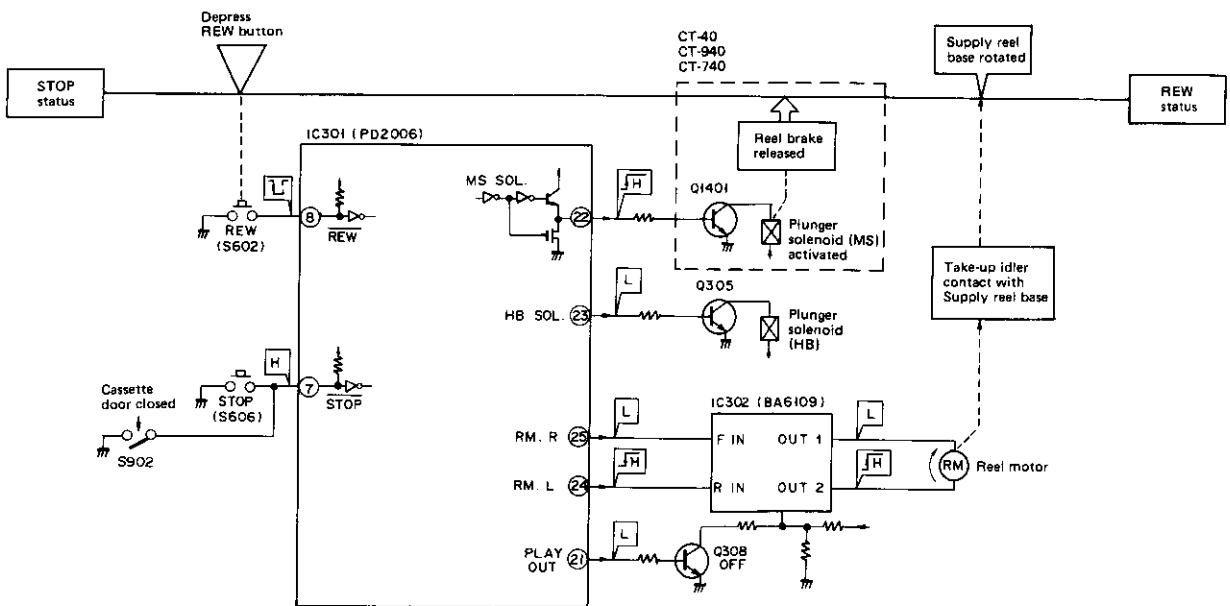 Depress
REW button
CT-40
CT-940
CT-740
Supply reel
base rotated
STOP
status
REW
status
IC301 (PD2006)
Reel brake
released
MS SOL.
H
Q1401
8
REW
22
REW
(S602)
Plunger
solenoid (MS)
activated
Take-up idler
contact with
Supply reel base
L
Q305
HB SOL.
23
Plunger
solenoid
(HB)
H
7
STOP
Cassette
door closed
STOP
(S606)
S902
IC302 (BA6109)
RM. R
25
L
F IN
OUT 1
L
H
RM
Reel motor
H
RM. L
24
R IN
OUT 2
L
PLAY
OUT
21
Q308
OFF